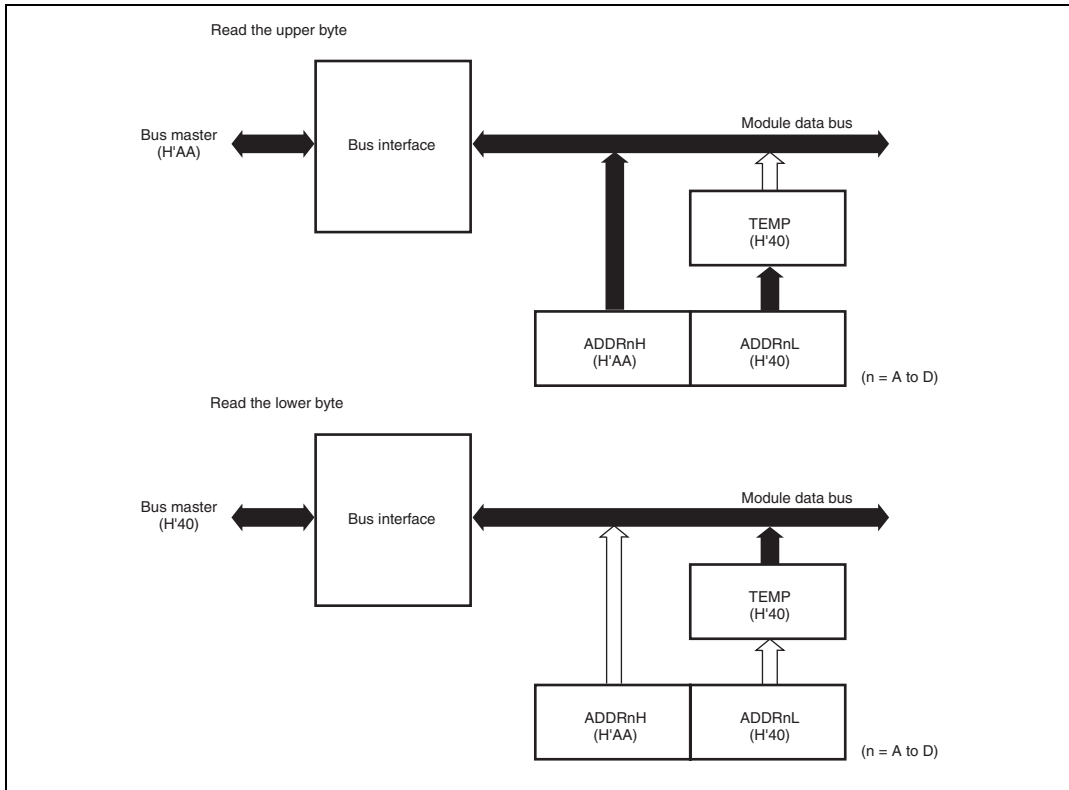 Read the upper byte
Bus master
(H'AA)
Bus interface
Module data bus
TEMP
(H'40)
ADDRnH
(H'AA)
ADDRnL
(H'40)
(n = A to D)
Read the lower byte
Bus master
(H'40)
Bus interface
Module data bus
TEMP
(H'40)
ADDRnH
(H'AA)
ADDRnL
(H'40)
(n = A to D)